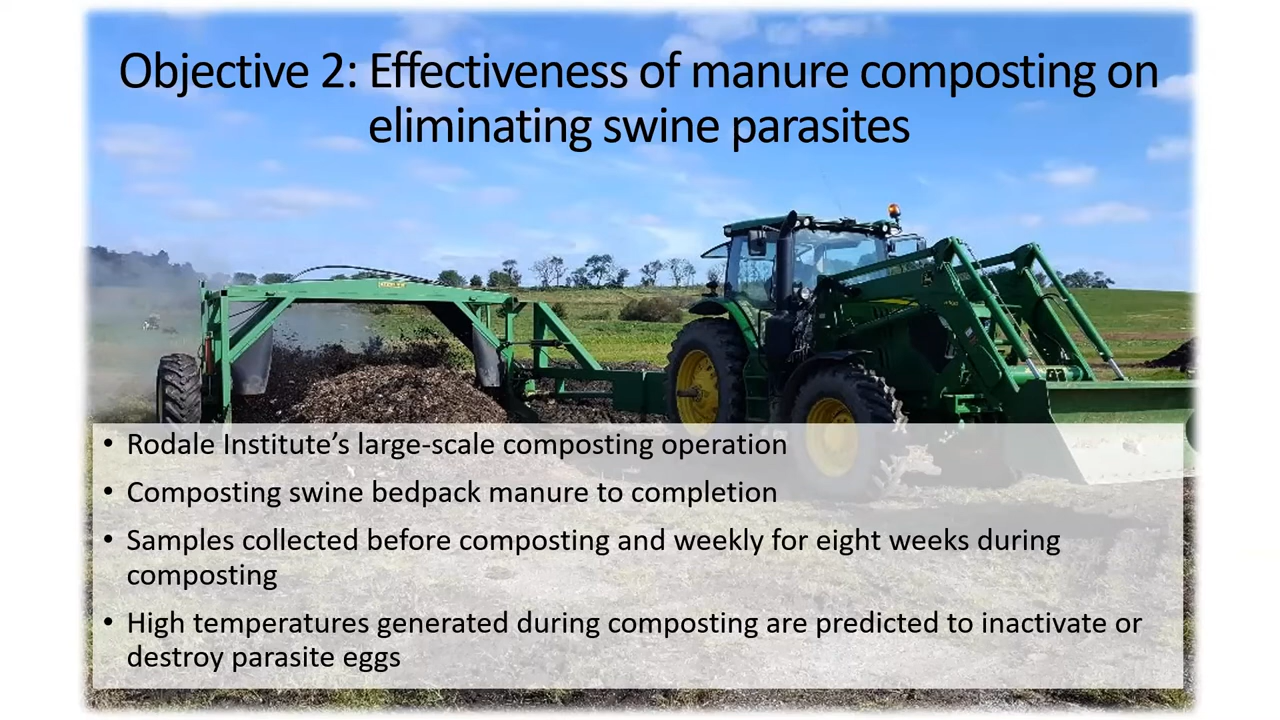 Objective 2: Effectiveness of manure composting on
eliminating swine parasites
• Rodale Institute's large-scale composting operation
• Composting swine bedpack manure to completion
• Samples collected before composting and weekly for eight weeks during
composting
• High temperatures generated during composting are predicted to inactivate or
destroy parasite eggs